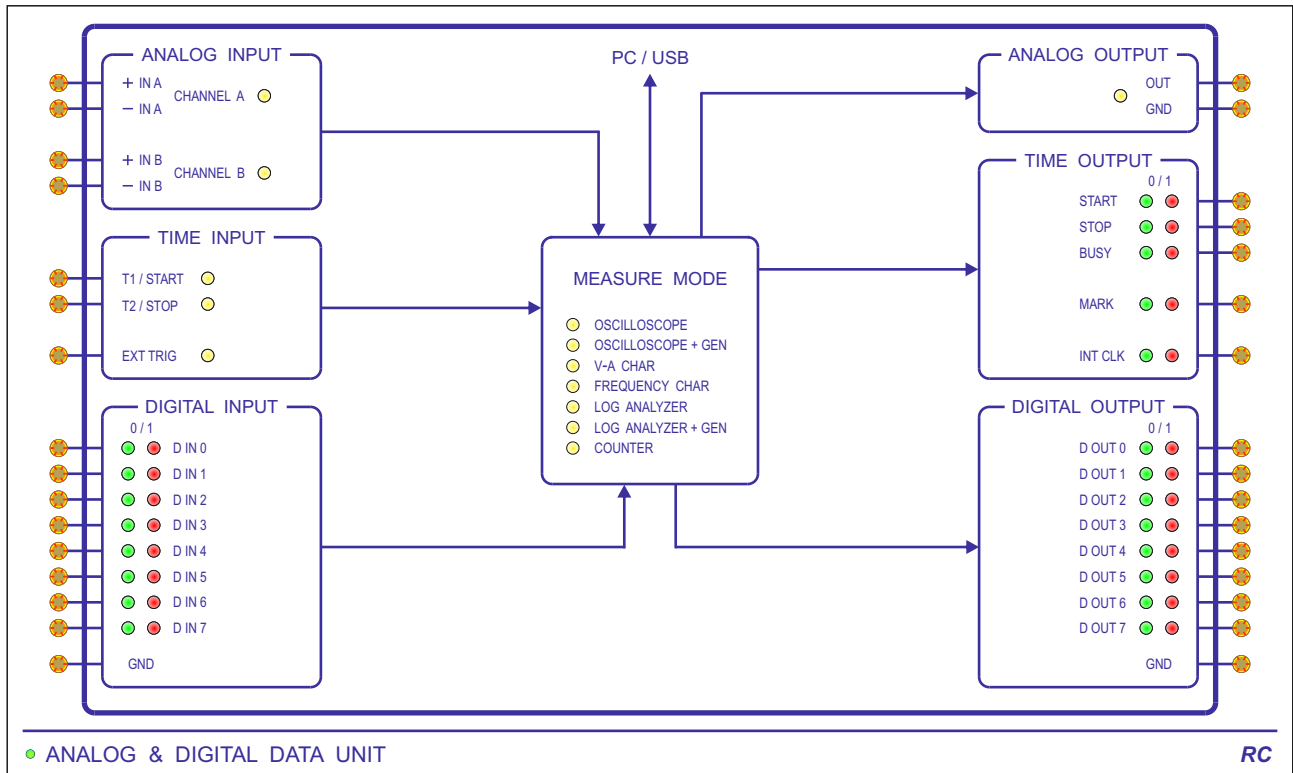 ANALOG INPUT
+ IN A
CHANNEL A
− IN A
+ IN B
CHANNEL B
− IN B
TIME INPUT
T1 / START
T2 / STOP
EXT TRIG
DIGITAL INPUT
0 / 1
D IN 0
D IN 1
D IN 2
D IN 3
D IN 4
D IN 5
D IN 6
D IN 7
GND
PC / USB
MEASURE MODE
OSCILLOSCOPE
OSCILLOSCOPE + GEN
V-A CHAR
FREQUENCY CHAR
LOG ANALYZER
LOG ANALYZER + GEN
COUNTER
ANALOG OUTPUT
OUT
GND
TIME OUTPUT
0 / 1
START
STOP
BUSY
MARK
INT CLK
DIGITAL OUTPUT
0 / 1
D OUT 0
D OUT 1
D OUT 2
D OUT 3
D OUT 4
D OUT 5
D OUT 6
D OUT 7
GND
ANALOG & DIGITAL DATA UNIT
RC